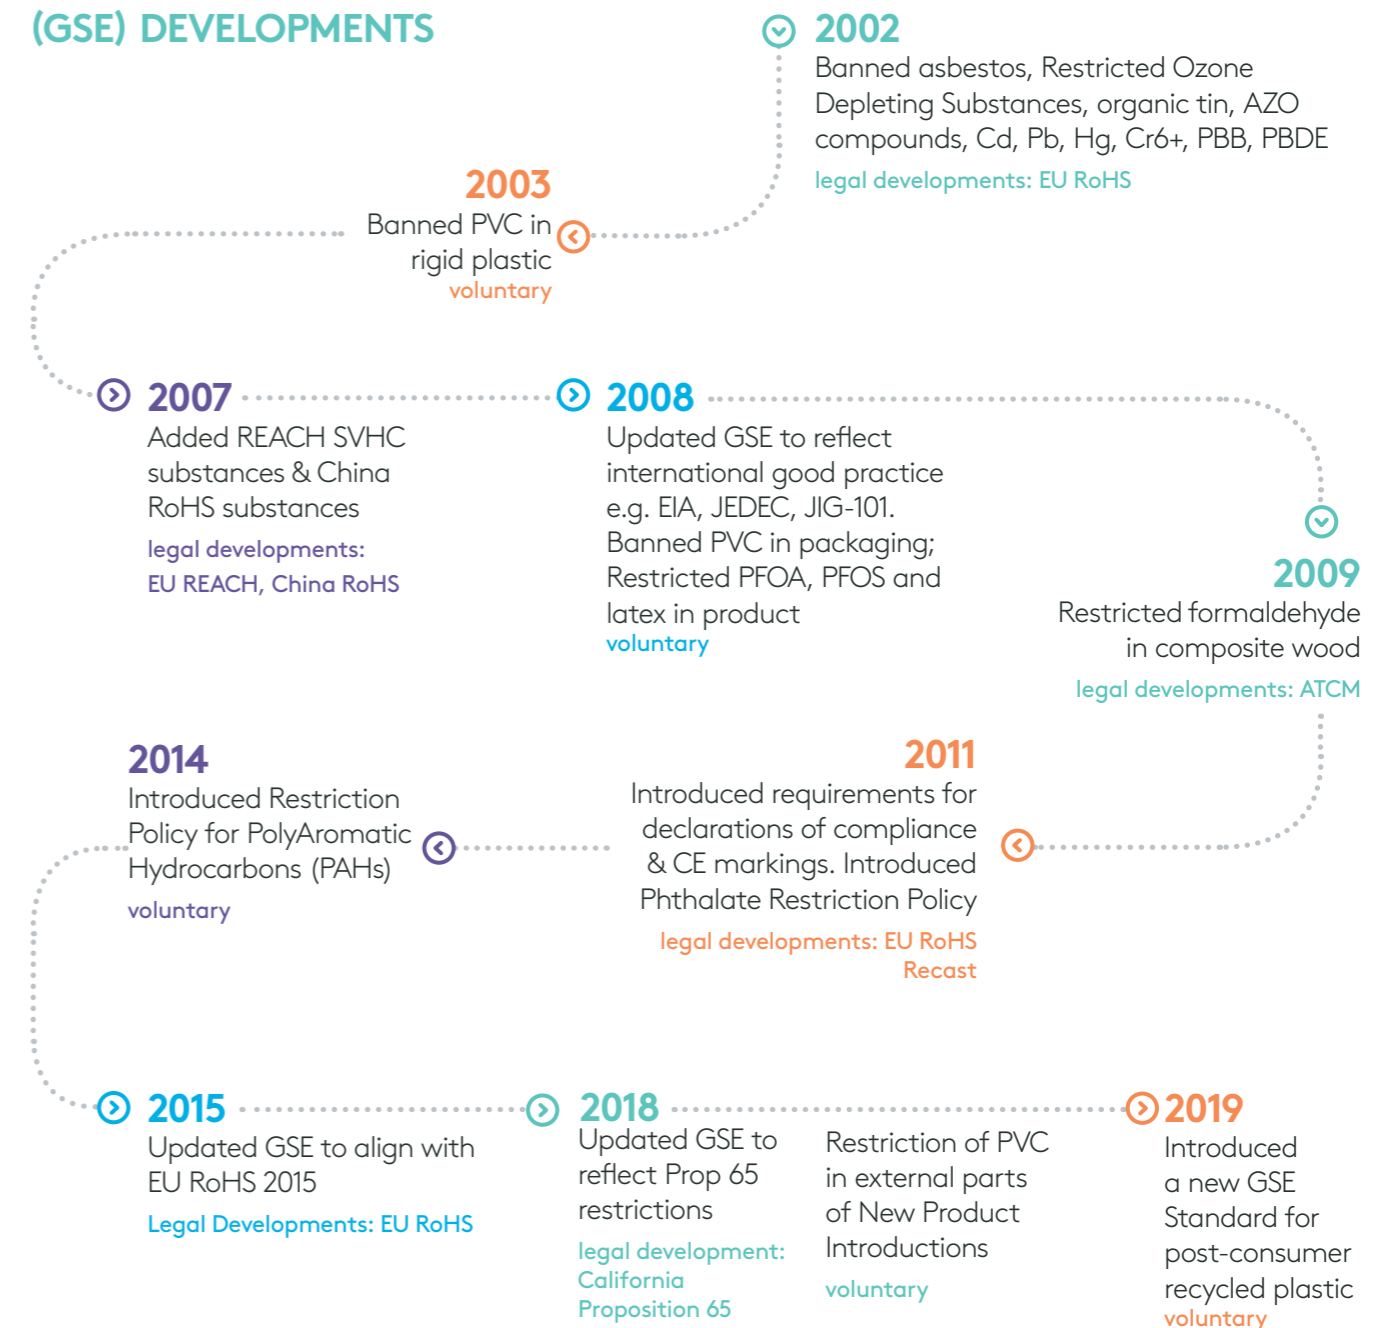 (GSE) DEVELOPMENTS
2002
Banned asbestos, Restricted Ozone
Depleting Substances, organic tin, AZO
compounds, Cd, Pb, Hg, Cr6+, PBB, PBDE
legal developments: EU RoHS
2003
Banned PVC in
rigid plastic
voluntary
2007
Added REACH SVHC
substances & China
RoHS substances
legal developments:
EU REACH, China RoHS
2008
Updated GSE to reflect
international good practice
e.g. EIA, JEDEC, JIG-101.
Banned PVC in packaging;
Restricted PFOA, PFOS and
latex in product
voluntary
2009
Restricted formaldehyde
in composite wood
legal developments: ATCM
2011
Introduced requirements for
declarations of compliance
& CE markings. Introduced
Phthalate Restriction Policy
legal developments: EU RoHS
Recast
2014
Introduced Restriction
Policy for PolyAromatic
Hydrocarbons (PAHs)
voluntary
2015
Updated GSE to align with
EU RoHS 2015
Legal Developments: EU RoHS
2018
Updated GSE to
reflect Prop 65
restrictions
legal development:
California
Proposition 65
Restriction of PVC
in external parts
of New Product
Introductions
voluntary
2019
Introduced
a new GSE
Standard for
post-consumer
recycled plastic
voluntary